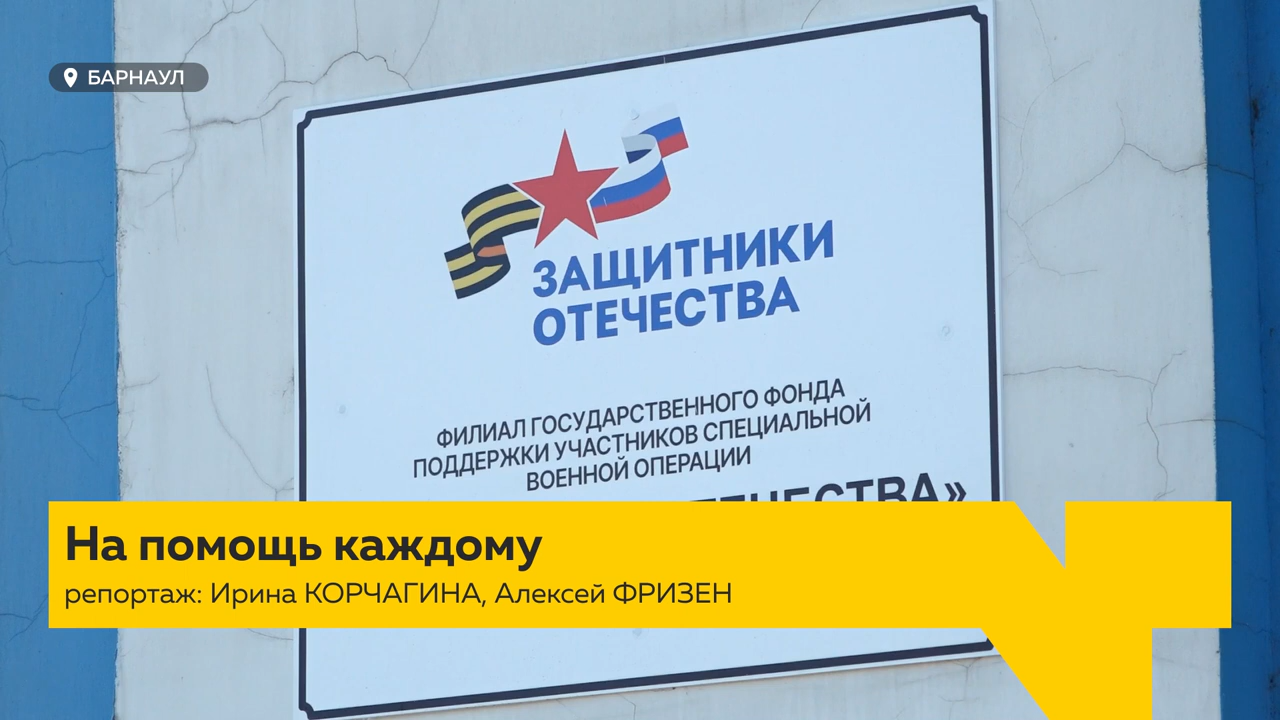 БАРНАУЛ
ЗАЩИТНИКИ
ОТЕЧЕСТВА
ФИЛИАЛ ГОСУДАРСТВЕННОГО ФОНДА
ПОДДЕРЖКИ УЧАСТНИКОВ СПЕЦИАЛЬНОЙ
ВОЕННОЙ ОПЕРАЦИИ
ОТЕЧЕСТВА»
На помощь каждому
репортаж: Ирина КОРЧАГИНА, Алексей ФРИЗЕН